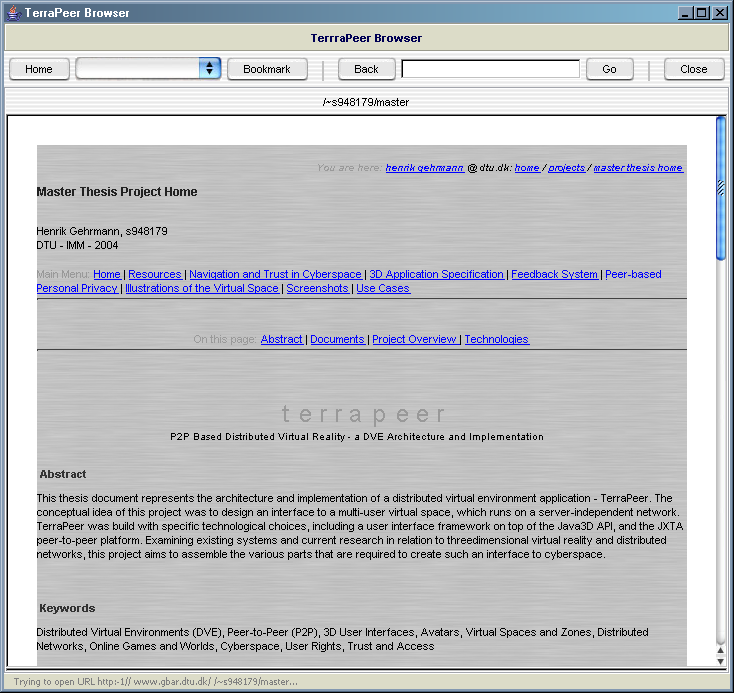 TerraPeer Browser
TerrraPeer Browser
Home Bookmark Back Go Close
/~s948179/master
You are here: henrik gehrmann @ dtu.dk: home / projects / master thesis home
Master Thesis Project Home
Henrik Gehrmann, s948179
DTU - IMM - 2004
Main Menu: Home | Resources | Navigation and Trust in Cyberspace | 3D Application Specification | Feedback System | Peer-based
Personal Privacy | Illustrations of the Virtual Space | Screenshots | Use Cases
On this page: Abstract | Documents | Project Overview | Technologies
terrapeer
P2P Based Distributed Virtual Reality - a DVE Architecture and Implementation
Abstract
This thesis document represents the architecture and implementation of a distributed virtual environment application - TerraPeer. The
conceptual idea of this project was to design an interface to a multi-user virtual space, which runs on a server-independent network.
TerraPeer was build with specific technological choices, including a user interface framework on top of the Java3D API, and the JXTA
peer-to-peer platform. Examining existing systems and current research in relation to threedimensional virtual reality and distributed
networks, this project aims to assemble the various parts that are required to create such an interface to cyberspace.
Keywords
Distributed Virtual Environments (DVE), Peer-to-Peer (P2P), 3D User Interfaces, Avatars, Virtual Spaces and Zones, Distributed
Networks, Online Games and Worlds, Cyberspace, User Rights, Trust and Access
Trying to open URL http:-1// www.gbar.dtu.dk/ /~s948179/master...